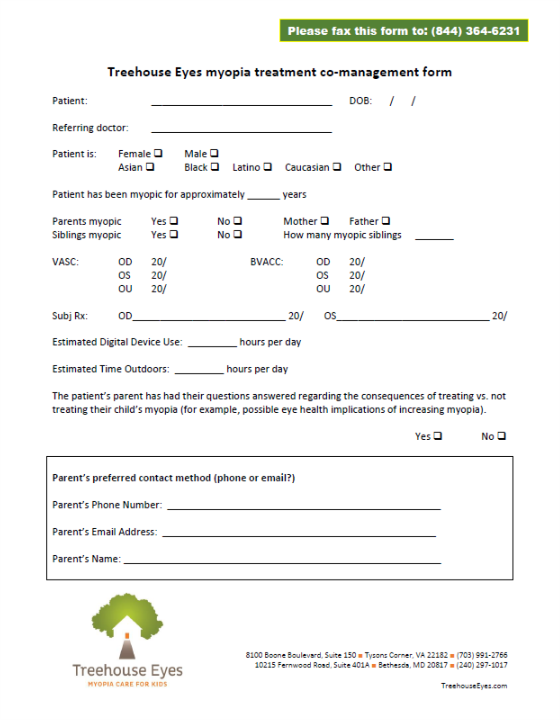 Please fax this form to: (844) 364-6231
Treehouse Eyes myopia treatment co-management form
Patient: ________________________________ DOB: / /
Referring doctor: ________________________________
Patient is: Female ❑ Male ❑
Asian ❑ Black ❑ Latino ❑ Caucasian ❑ Other ❑
Patient has been myopic for approximately ______ years
Parents myopic Yes ❑ No ❑ Mother ❑ Father ❑
Siblings myopic Yes ❑ No ❑ How many myopic siblings _______
VASC: OD 20/ BVACC: OD 20/
OS 20/ OS 20/
OU 20/ OU 20/
Subj Rx: OD____________________________ 20/ OS____________________________ 20/
Estimated Digital Device Use: _________ hours per day
Estimated Time Outdoors: _________ hours per day
The patient's parent has had their questions answered regarding the consequences of treating vs. not
treating their child's myopia (for example, possible eye health implications of increasing myopia).
Yes ❑ No ❑
Parent's preferred contact method (phone or email?)
Parent's Phone Number: ________________________________
Parent's Email Address: ________________________________
Parent's Name: ________________________________
Treehouse Eyes
MYOPIA CARE FOR KIDS
8100 Boone Boulevard, Suite 150 ■ Tysons Corner, VA 22182 ■ (703) 991-2766
10215 Fernwood Road, Suite 401A ■ Bethesda, MD 20817 ■ (240) 297-1017
TreehouseEyes.com